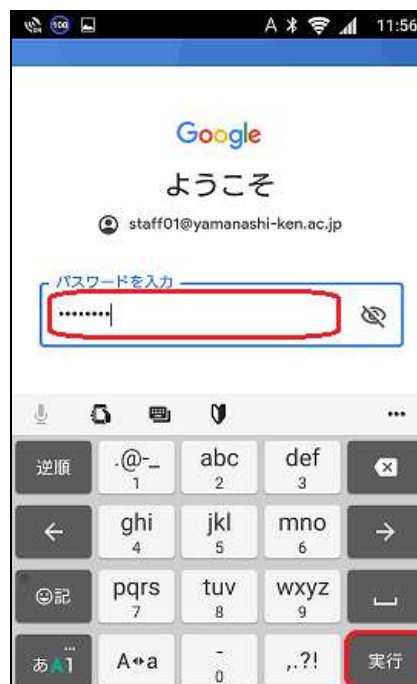 100 A 11:56
Google
ようこそ
staff01@yamanashi-ken.ac.jp
パスワードを入力
••••••••
逆順 .@-_ abc def
1 2 3
ghi jkl mno
4 5 6
記 pqrs tuv wxyz
7 8 9
あA1 A⇔a - ,.?! 実行
0